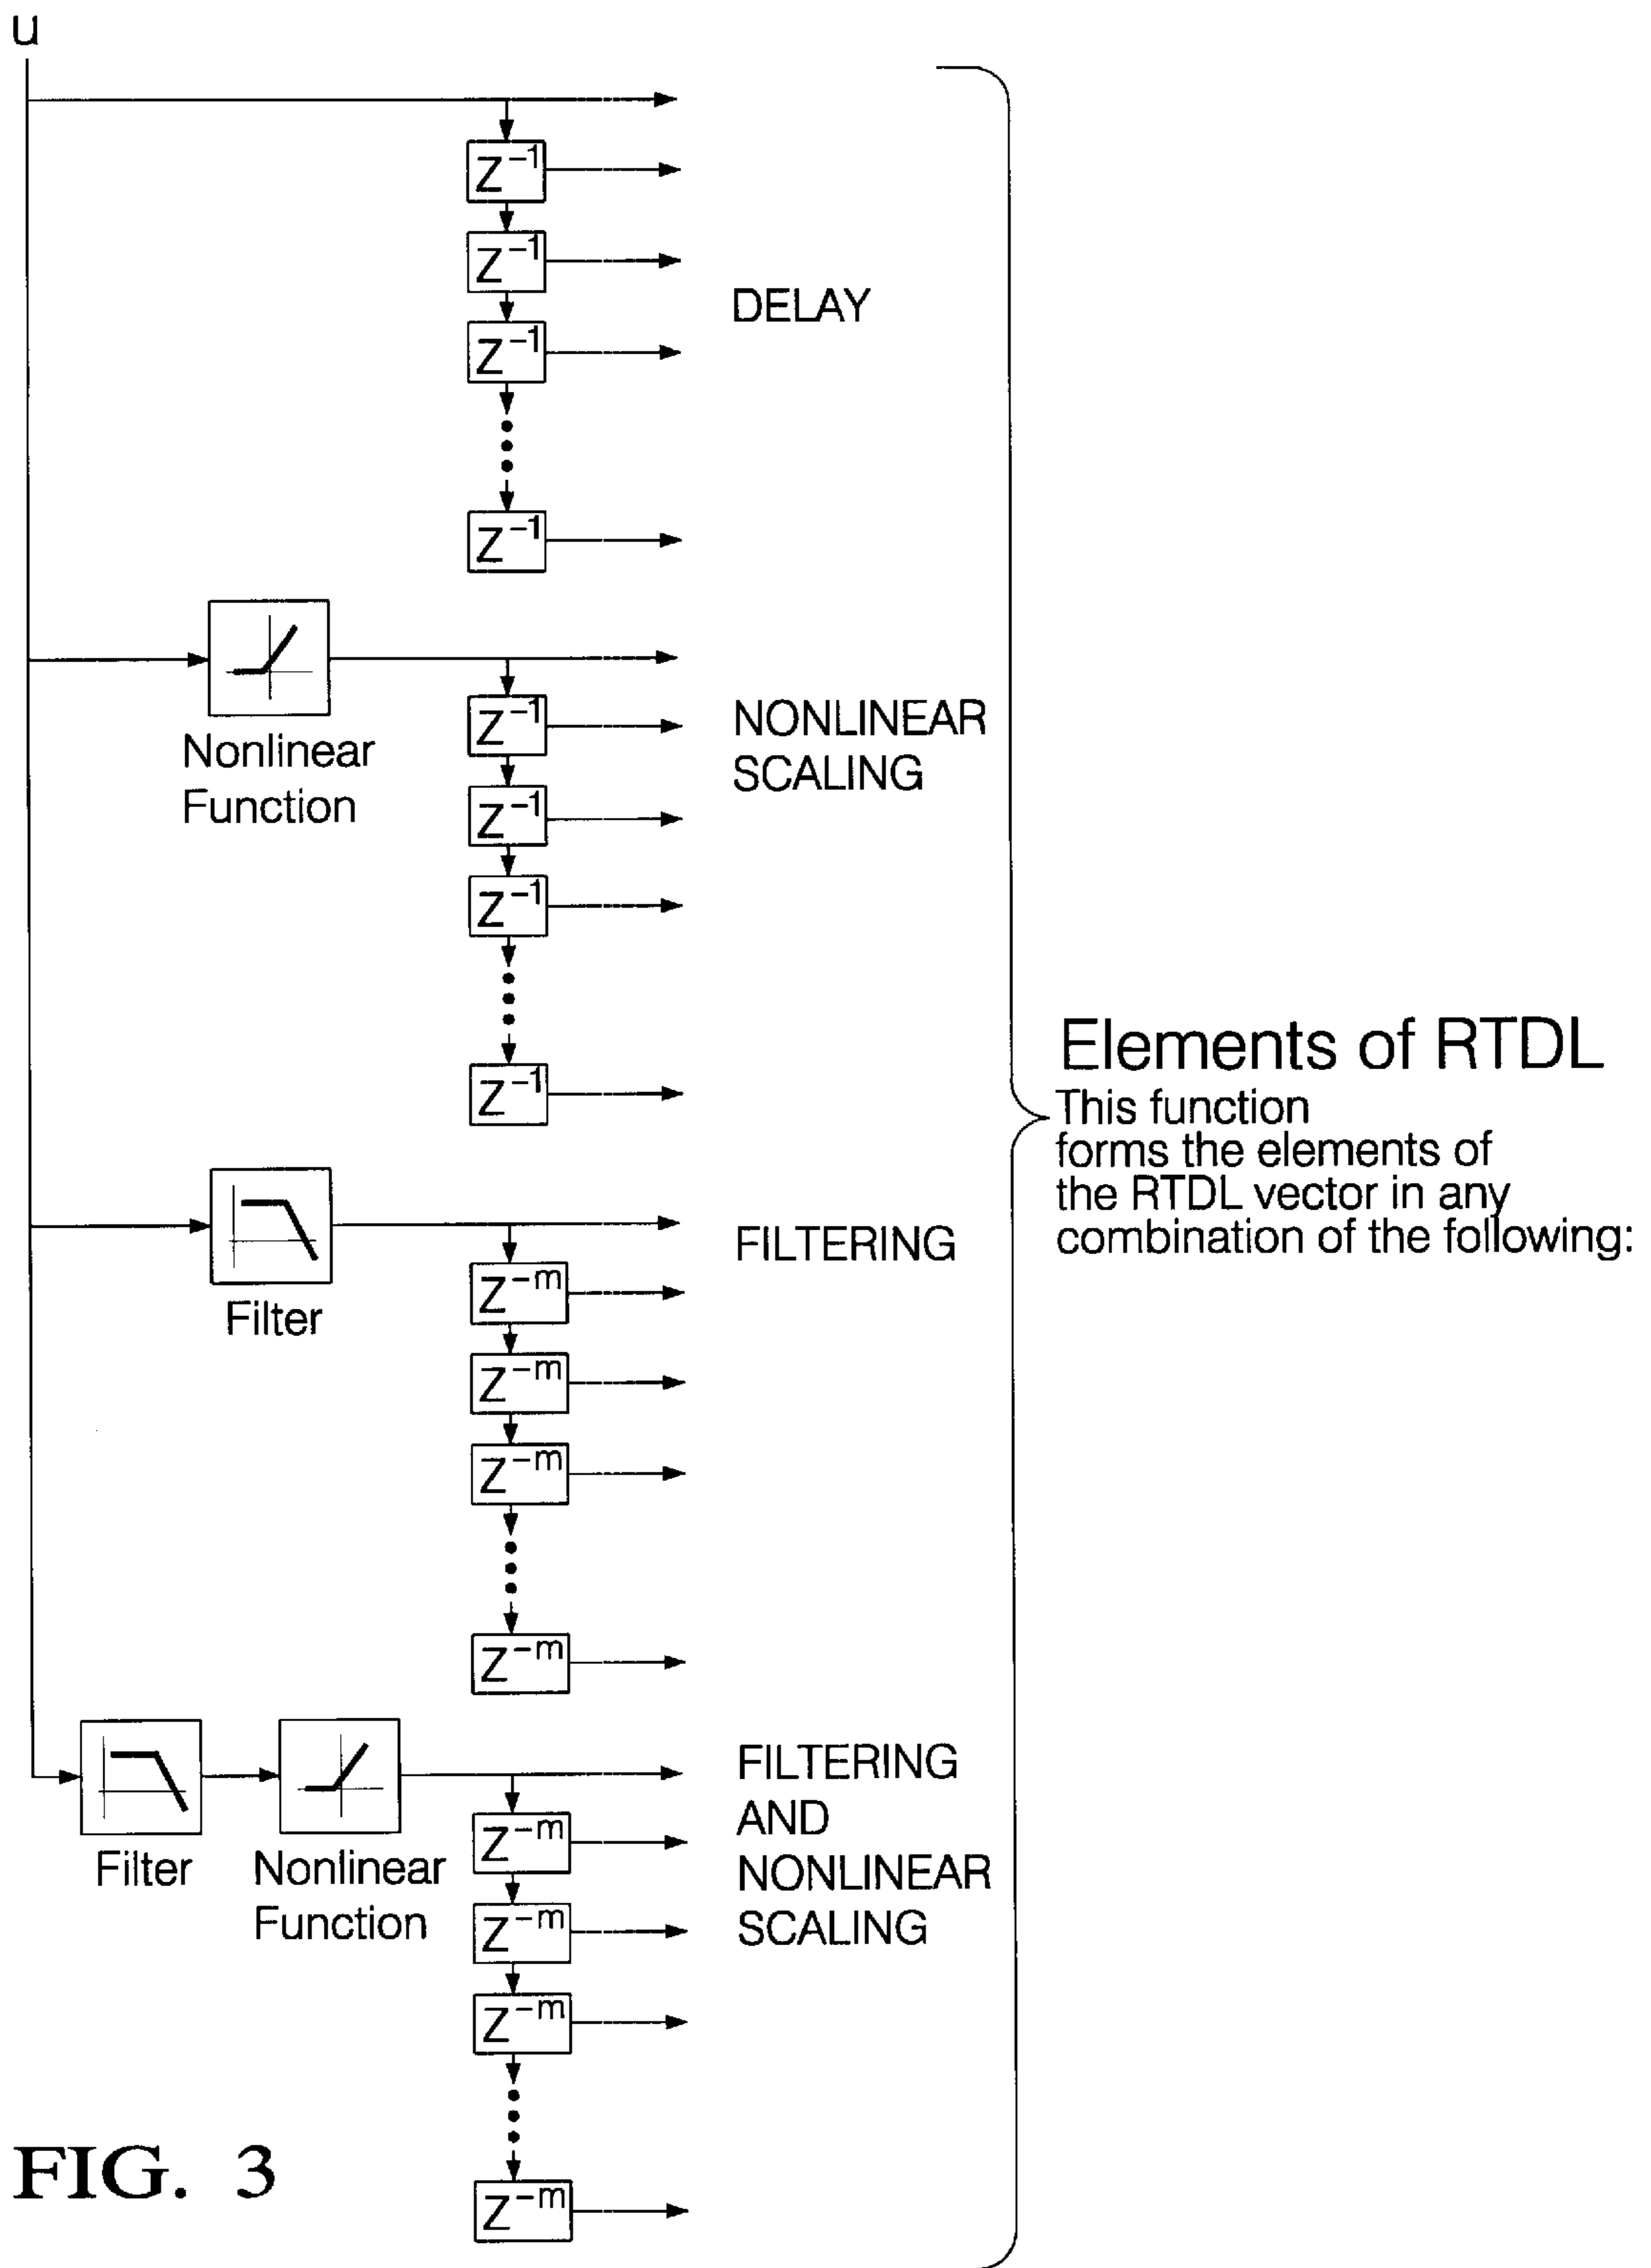 u
Z⁻¹
Z⁻¹
DELAY
Z⁻¹
Z⁻¹
Nonlinear
Function
Z⁻¹
NONLINEAR
SCALING
Z⁻¹
Z⁻¹
Z⁻¹
Elements of RTDL
This function
forms the elements of
the RTDL vector in any
combination of the following:
Filter
FILTERING
Z⁻ᵐ
Z⁻ᵐ
Z⁻ᵐ
Z⁻ᵐ
Filter
Nonlinear
Function
FILTERING
AND
NONLINEAR
SCALING
Z⁻ᵐ
Z⁻ᵐ
Z⁻ᵐ
Z⁻ᵐ
FIG. 3